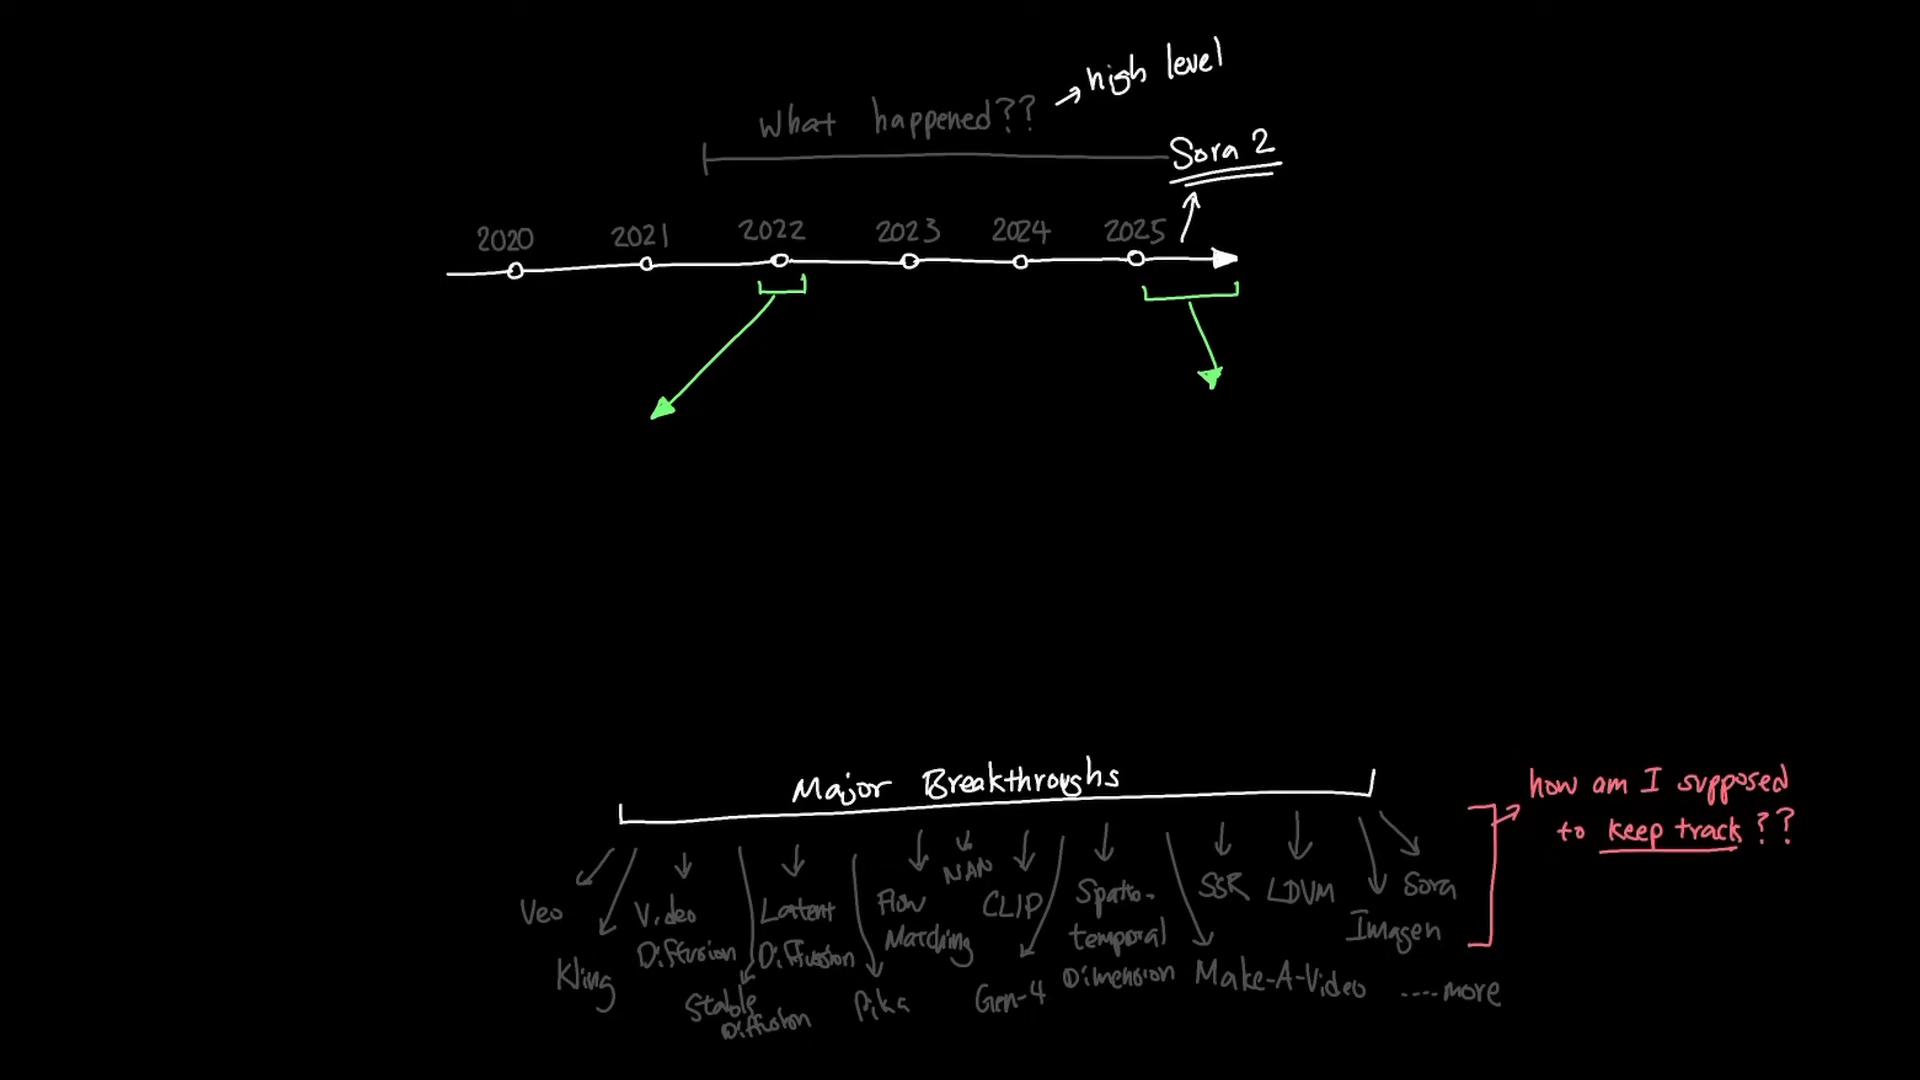 high level
What happened??
Sora 2
2020 2021 2022 2023 2024 2025
Major Breakthroughs
how am I supposed
to keep track??
Veo
Kling
Video
Diffusion
Stable
Diffusion
Latent
Diffusion
Pika
Flow
Matching
NAN
CLIP
Gen-4
Spatio-
temporal
Dimension
Make-A-Video
SSR
LDVM
Imagen
Sora
....more